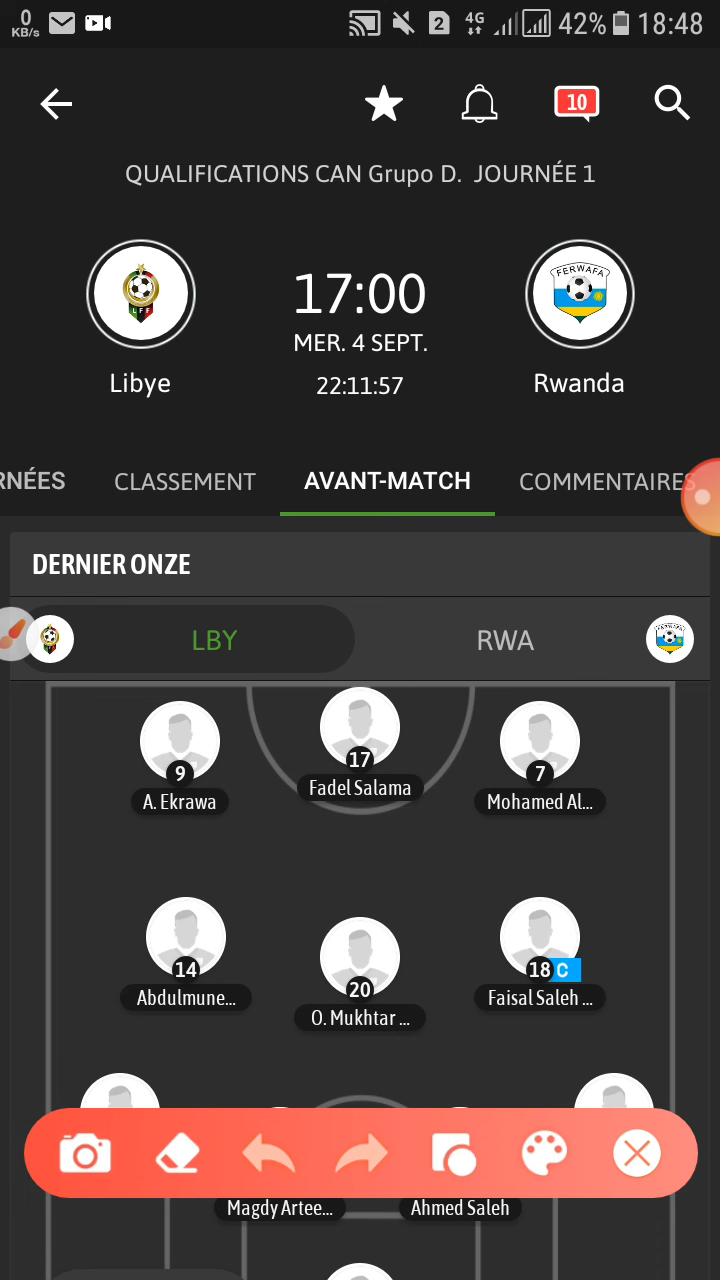 0
KB/s
2
4G
42%
18:48
10
QUALIFICATIONS CAN Grupo D. JOURNÉE 1
LFF
FERWAFA
17:00
MER. 4 SEPT.
22:11:57
Libye
Rwanda
RNÉES
CLASSEMENT
AVANT-MATCH
COMMENTAIRES
DERNIER ONZE
LBY
RWA
9
17
7
A. Ekrawa
Fadel Salama
Mohamed Al...
14
20
18 C
Abdulmune...
O. Mukhtar ...
Faisal Saleh ...
Magdy Artee...
Ahmed Saleh